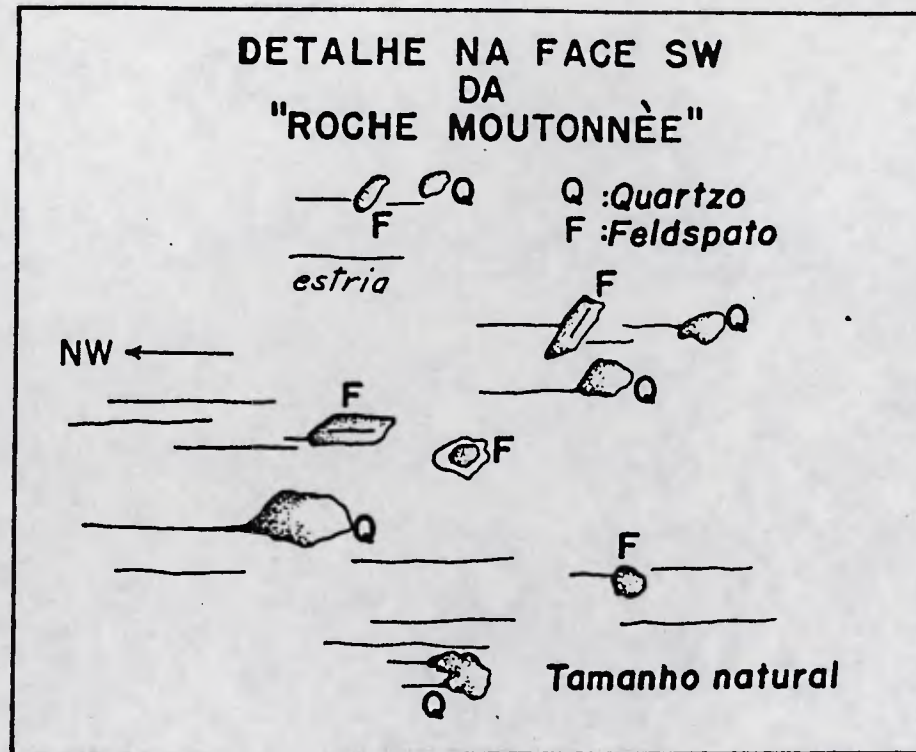 DETALHE NA FACE SW
DA
"ROCHE MOUTONNÈE"
Q
F
Q :Quartzo
F :Feldspato
estria
F
Q
NW
Q
F
F
Q
F
Q
Tamanho natural